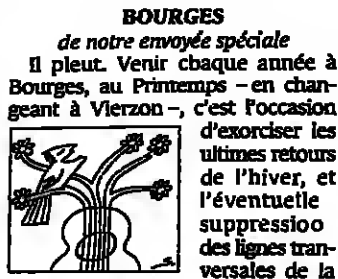 BOURGES
de notre envoyée spéciale
Il pleut. Venir chaque année à
Bourges, au Printemps – en chan-
geant à Vierzon –, c'est l'occasion
d'exorciser les
ultimes retours
de l'hiver, et
l'éventuelle
suppressioo
des lignes tran-
versales de la